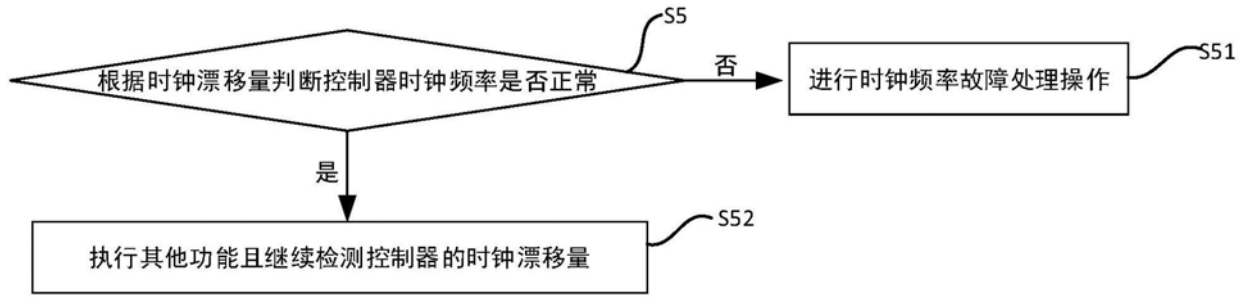 S5
根据时钟漂移量判断控制器时钟频率是否正常
否
进行时钟频率故障处理操作
S51
是
S52
执行其他功能且继续检测控制器的时钟漂移量